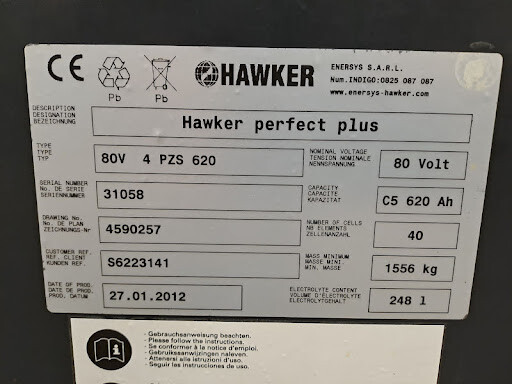 CE
Pb
Pb
HAWKER
ENERSYS S.A.R.L.
Num.INDIGO:0825 087 087
www.enersys-hawker.com
DESCRIPTION
DESIGNATION
BEZEICHNUNG
Hawker perfect plus
TYPE
TYPE
TYP
80V 4 PZS 620
NOMINAL VOLTAGE
TENSION NOMINALE
NENNSPANNUNG
80 Volt
SERIAL NUMBER
No. DE SERIE
SERIENNUMMER
31058
CAPACITY
CAPACITE
KAPAZITAT
C5 620 Ah
DRAWING No.
No. DE PLAN
ZEICHNUNGS-Nr
4590257
NUMBER OF CELLS
NB ELEMENTS
ZELLENANZAHL
40
CUSTOMER REF.
REF. CLIENT
KUNDEN REF.
S6223141
MASS MINIMUM
MASSE MINI.
MIN. MASSE
1556 kg
PROD. DATE
DATE DE PROD.
PROD. DATUM
27.01.2012
ELECTROLYTE CONTENT
VOLUME D'ELECTROLYTE
ELEKTROLYTGEHALT
248 l
- Gebrauchsanweisung beachten.
- Please follow the instructions.
- Se conformer à la notice d'emploi.
- Gebruiksaanwijzingen naleven.
- Attenersi alle istruzioni d'uso.
- Seguir les instrucciones de uso.